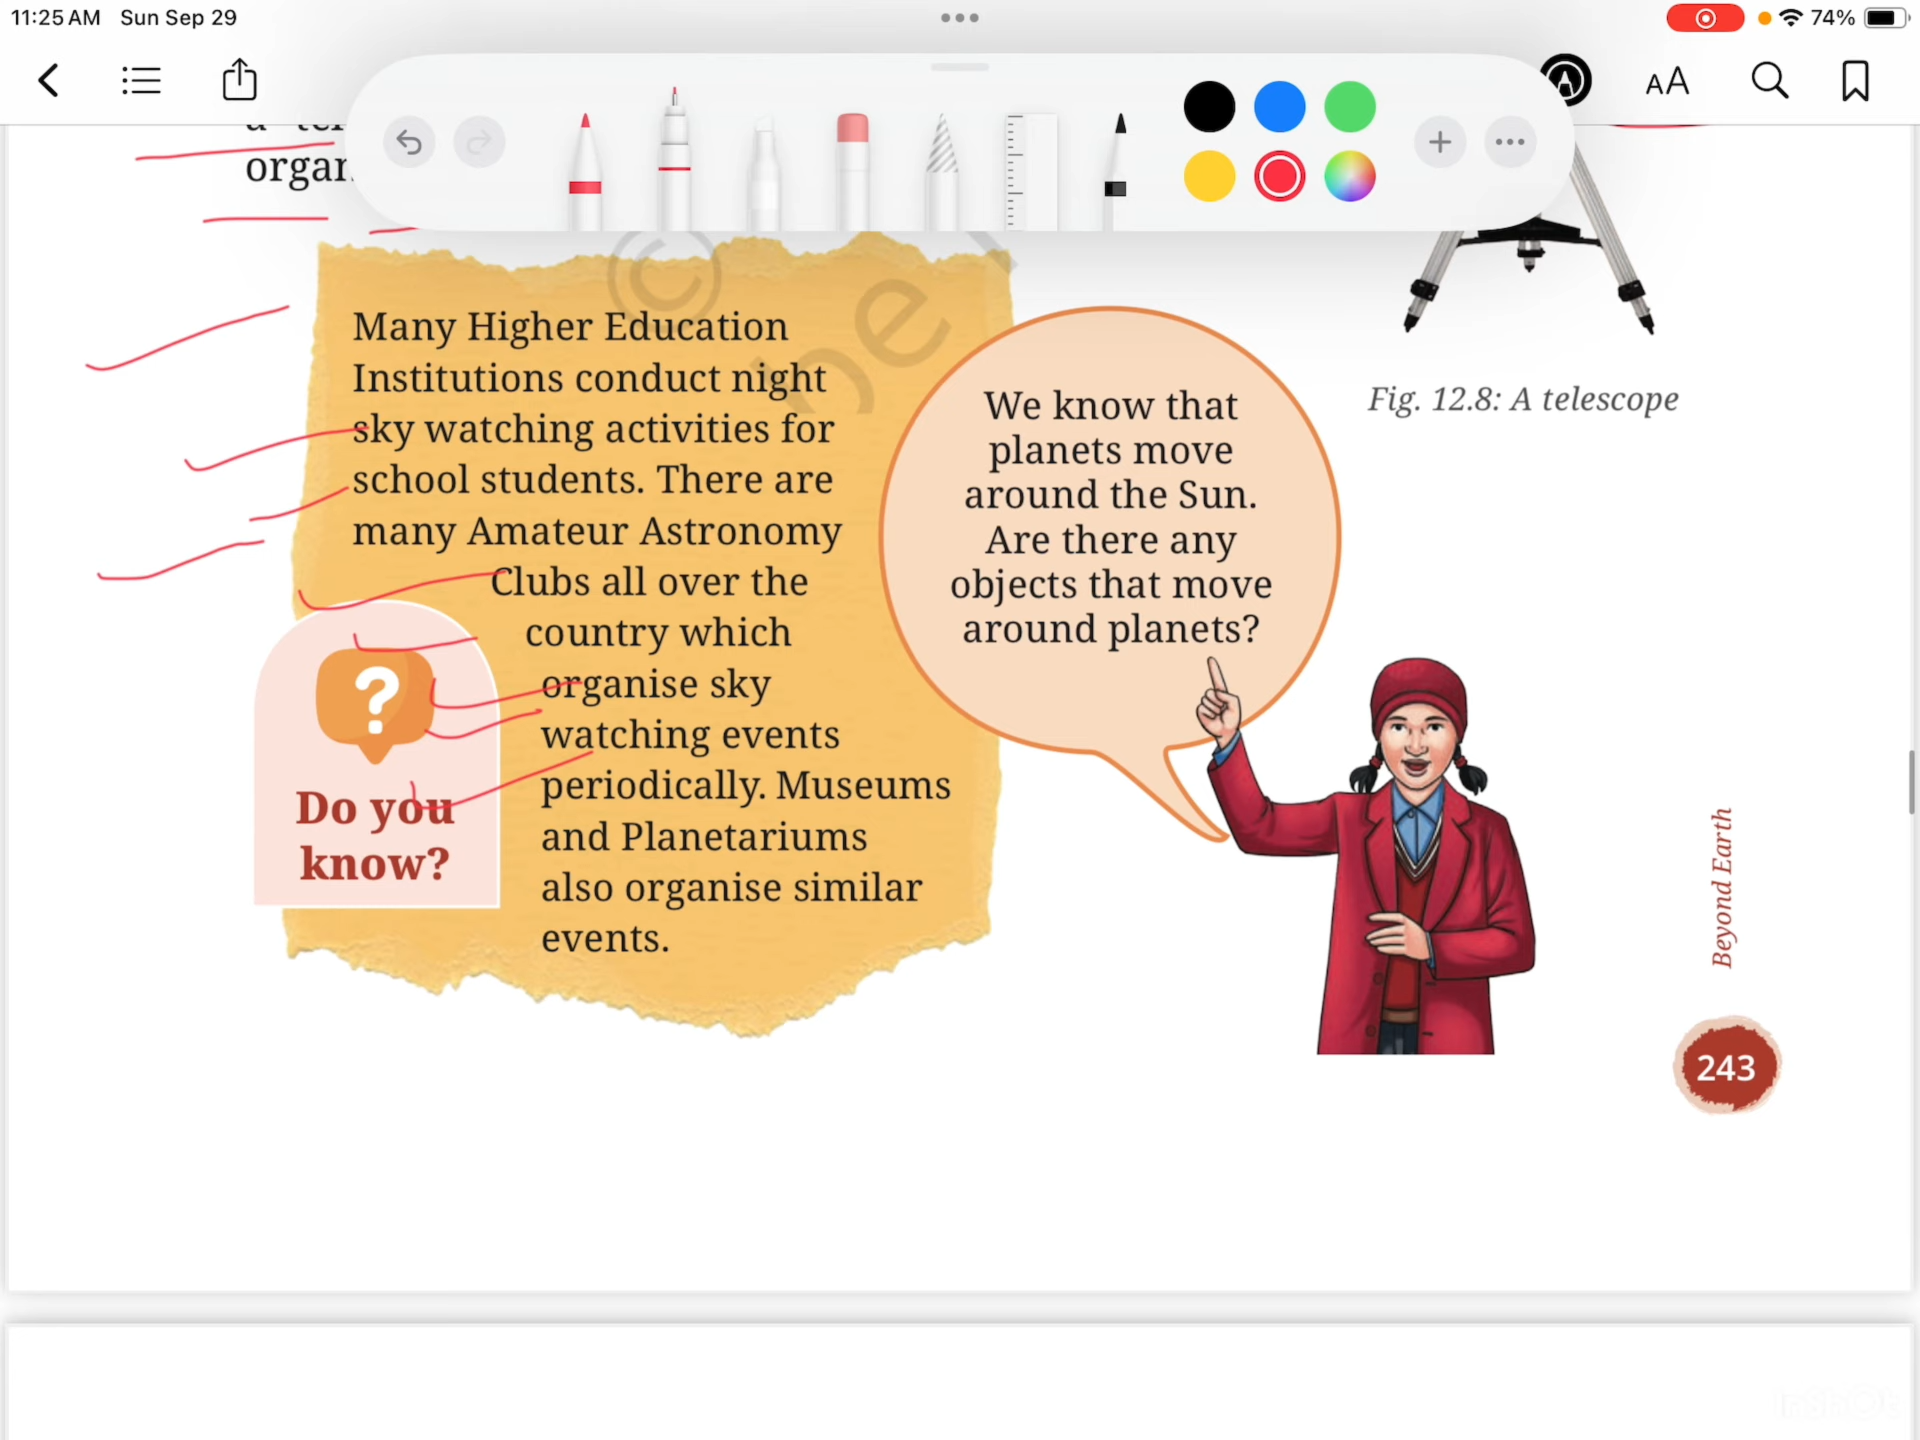 11:25 AM Sun Sep 29
74%
AA
organ
Many Higher Education
Institutions conduct night
sky watching activities for
school students. There are
many Amateur Astronomy
Clubs all over the
country which
organise sky
watching events
periodically. Museums
and Planetariums
also organise similar
events.
Do you
know?
We know that
planets move
around the Sun.
Are there any
objects that move
around planets?
Fig. 12.8: A telescope
Beyond Earth
243
©
be
InShOt